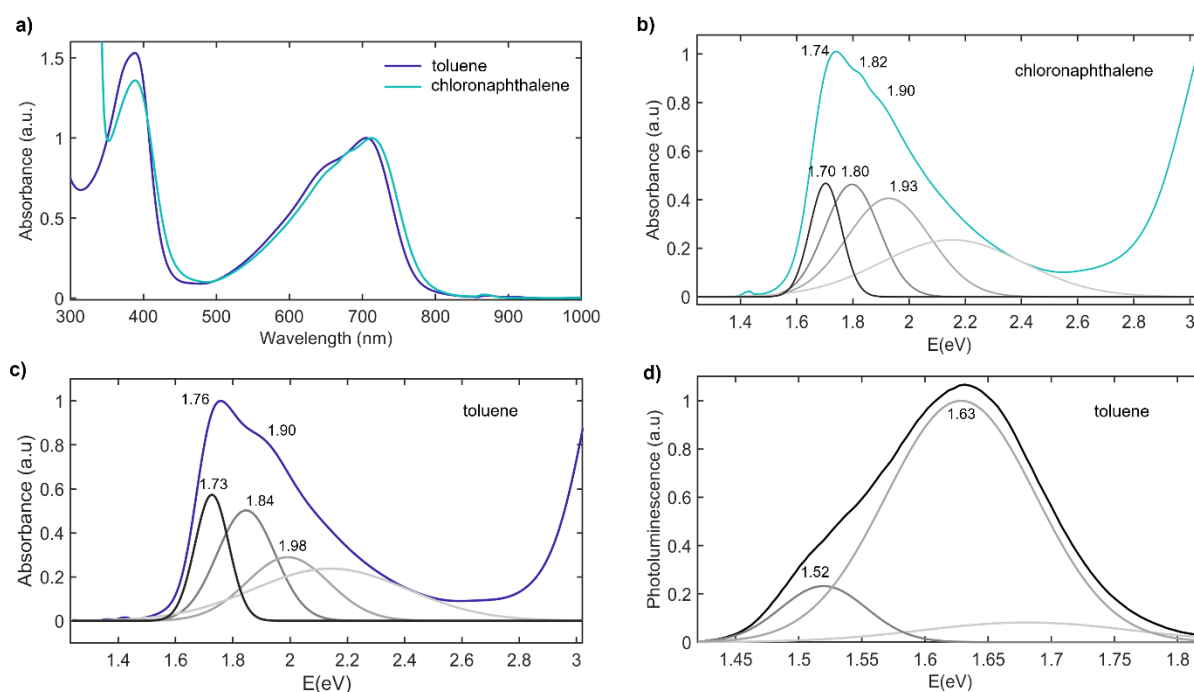 a)
1.5
1
0.5
0
Absorbance (a.u.)
toluene
chloronaphthalene
300 400 500 600 700 800 900 1000
Wavelength (nm)
b)
1
0.8
0.6
0.4
0.2
0
Absorbance (a.u)
1.74
1.82
1.90
chloronaphthalene
1.70
1.80
1.93
1.4 1.6 1.8 2 2.2 2.4 2.6 2.8 3
E(eV)
c)
1
0.8
0.6
0.4
0.2
0
Absorbance (a.u)
1.76
1.90
toluene
1.73
1.84
1.98
1.4 1.6 1.8 2 2.2 2.4 2.6 2.8 3
E(eV)
d)
1
0.8
0.6
0.4
0.2
0
Photoluminescence (a.u)
toluene
1.63
1.52
1.45 1.5 1.55 1.6 1.65 1.7 1.75 1.8
E(eV)